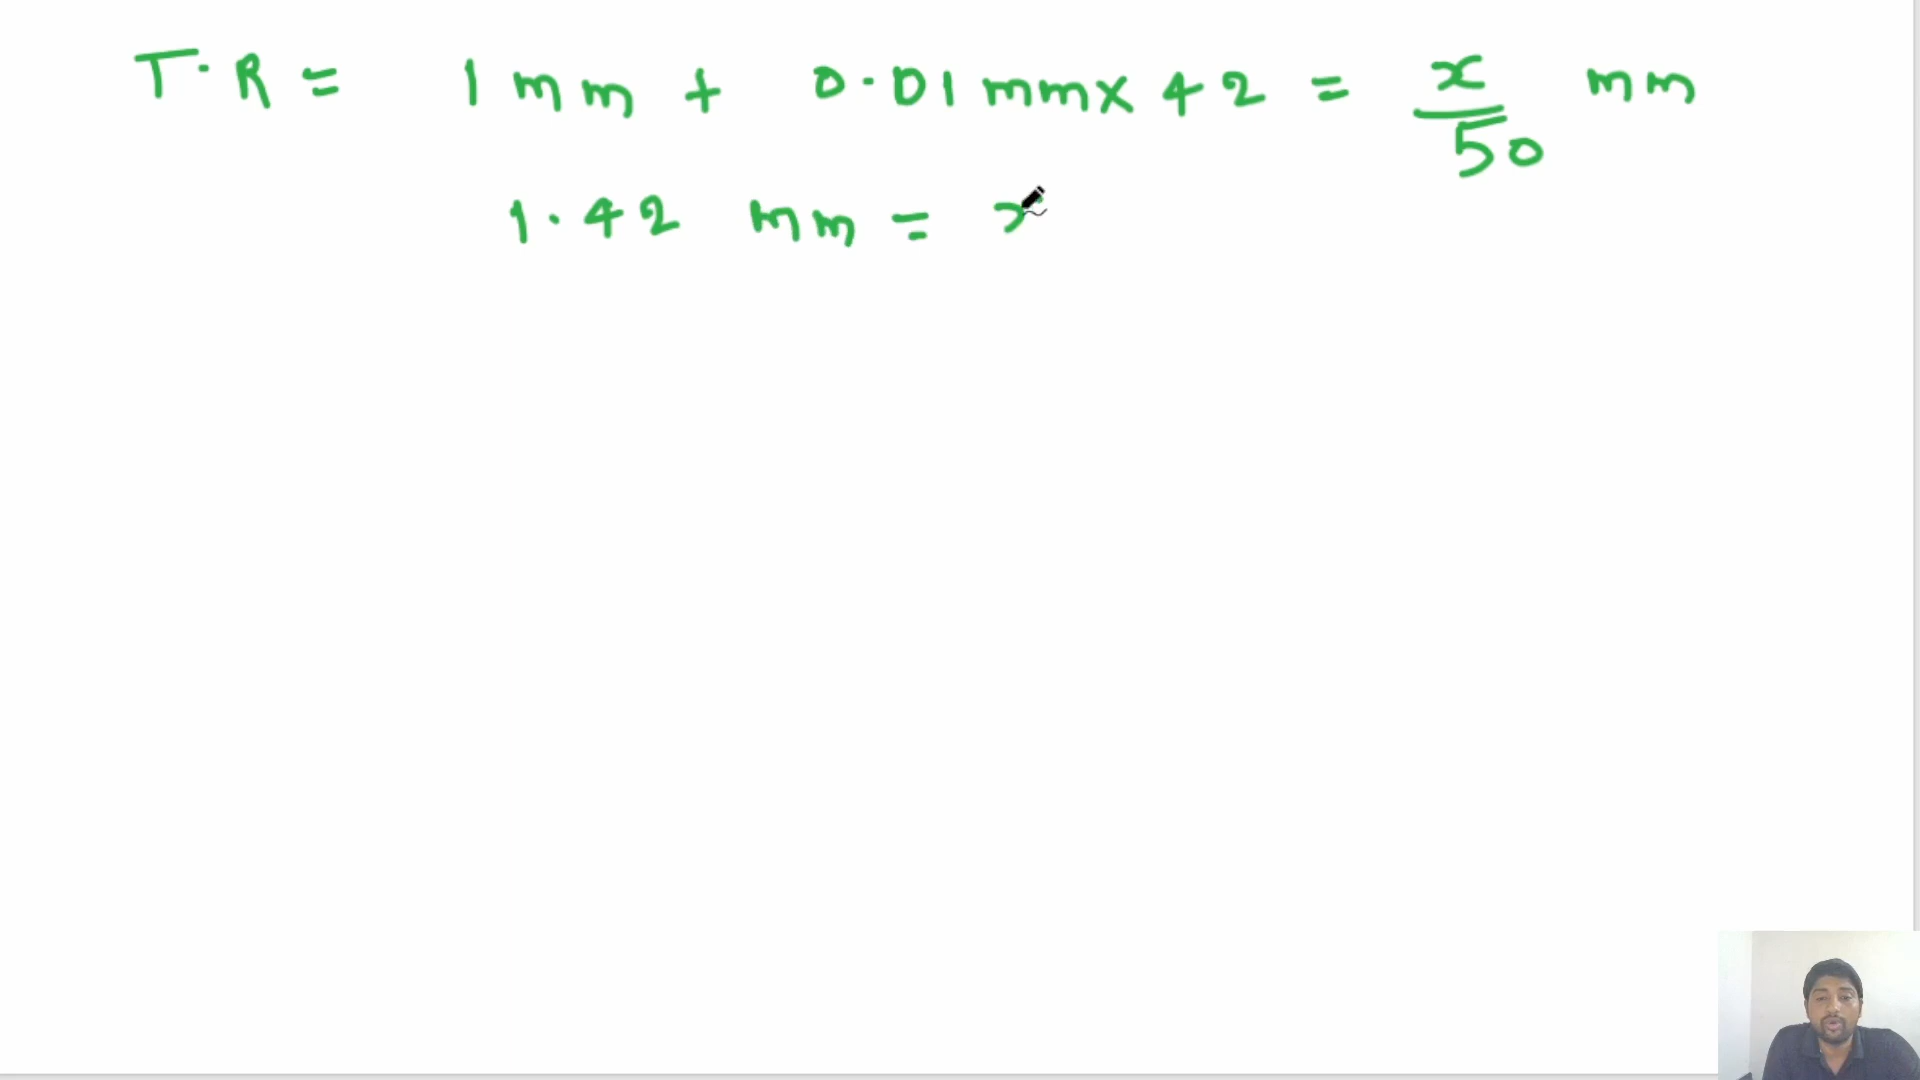 T.R = 1 mm + 0.01 mm x 42 = x/50 mm
1.42 mm = x